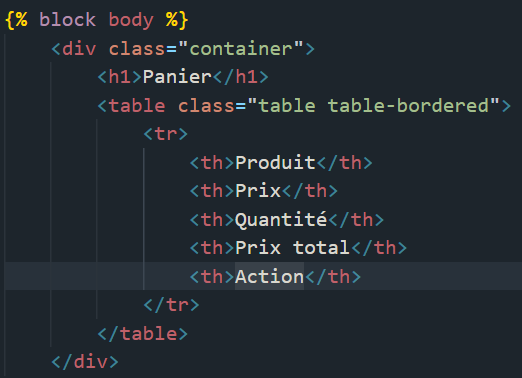 {% block body %}
<div class="container">
<h1>Panier</h1>
<table class="table table-bordered">
<tr>
<th>Produit</th>
<th>Prix</th>
<th>Quantité</th>
<th>Prix total</th>
<th>Action</th>
</tr>
</table>
</div>